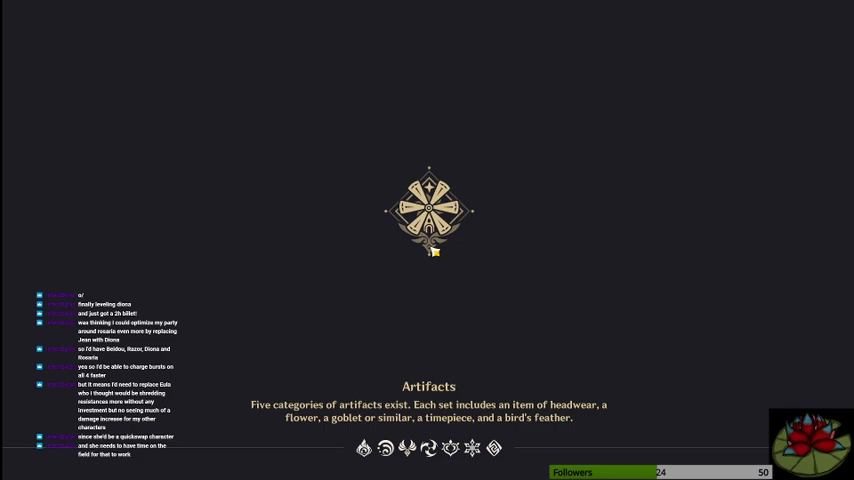 o/
finally leveling diona
and just got a 2h billet!
was thinking I could optimize my party
around rosaria even more by replacing
Jean with Diona
so i'd have Beidou, Razor, Diona and
Rosaria
yea so I'd be able to charge bursts on
all 4 faster
but it means I'd need to replace Eula
who I thought would be shredding
resistances more without any
investment but no seeing much of a
damage increase for my other
characters
since she'd be a quickswap character
and she needs to have time on the
field for that to work
Artifacts
Five categories of artifacts exist. Each set includes an item of headwear, a
flower, a goblet or similar, a timepiece, and a bird's feather.
Followers 24 50